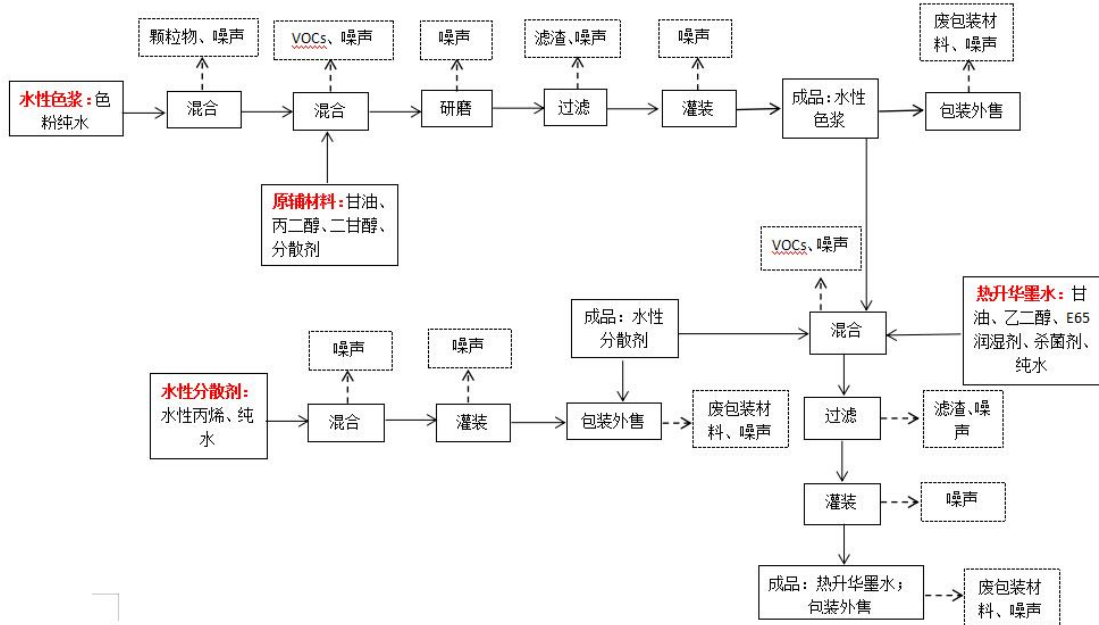 颗粒物、噪声
VOCs、噪声
噪声
滤渣、噪声
噪声
废包装材
料、噪声
水性色浆：色
粉纯水
混合
混合
研磨
过滤
灌装
成品：水性
色浆
包装外售
原辅材料：甘油、
丙二醇、二甘醇、
分散剂
VOCs、噪声
热升华墨水：甘
油、乙二醇、E65
润湿剂、杀菌剂、
纯水
成品：水性
分散剂
混合
噪声
噪声
水性分散剂：
水性丙烯、纯
水
混合
灌装
包装外售
废包装材
料、噪声
过滤
滤渣、噪
声
灌装
噪声
成品：热升华墨水；
包装外售
废包装材
料、噪声